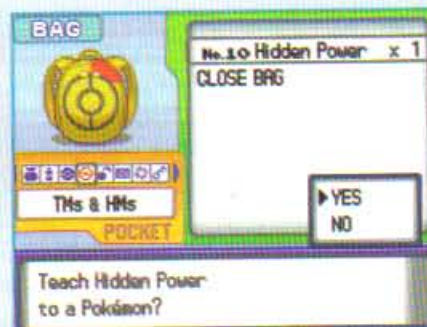 BAG
No.10 Hidden Power x 1
CLOSE BAG
TMs & HMs
POCKET
YES
NO
Teach Hidden Power
to a Pokémon?